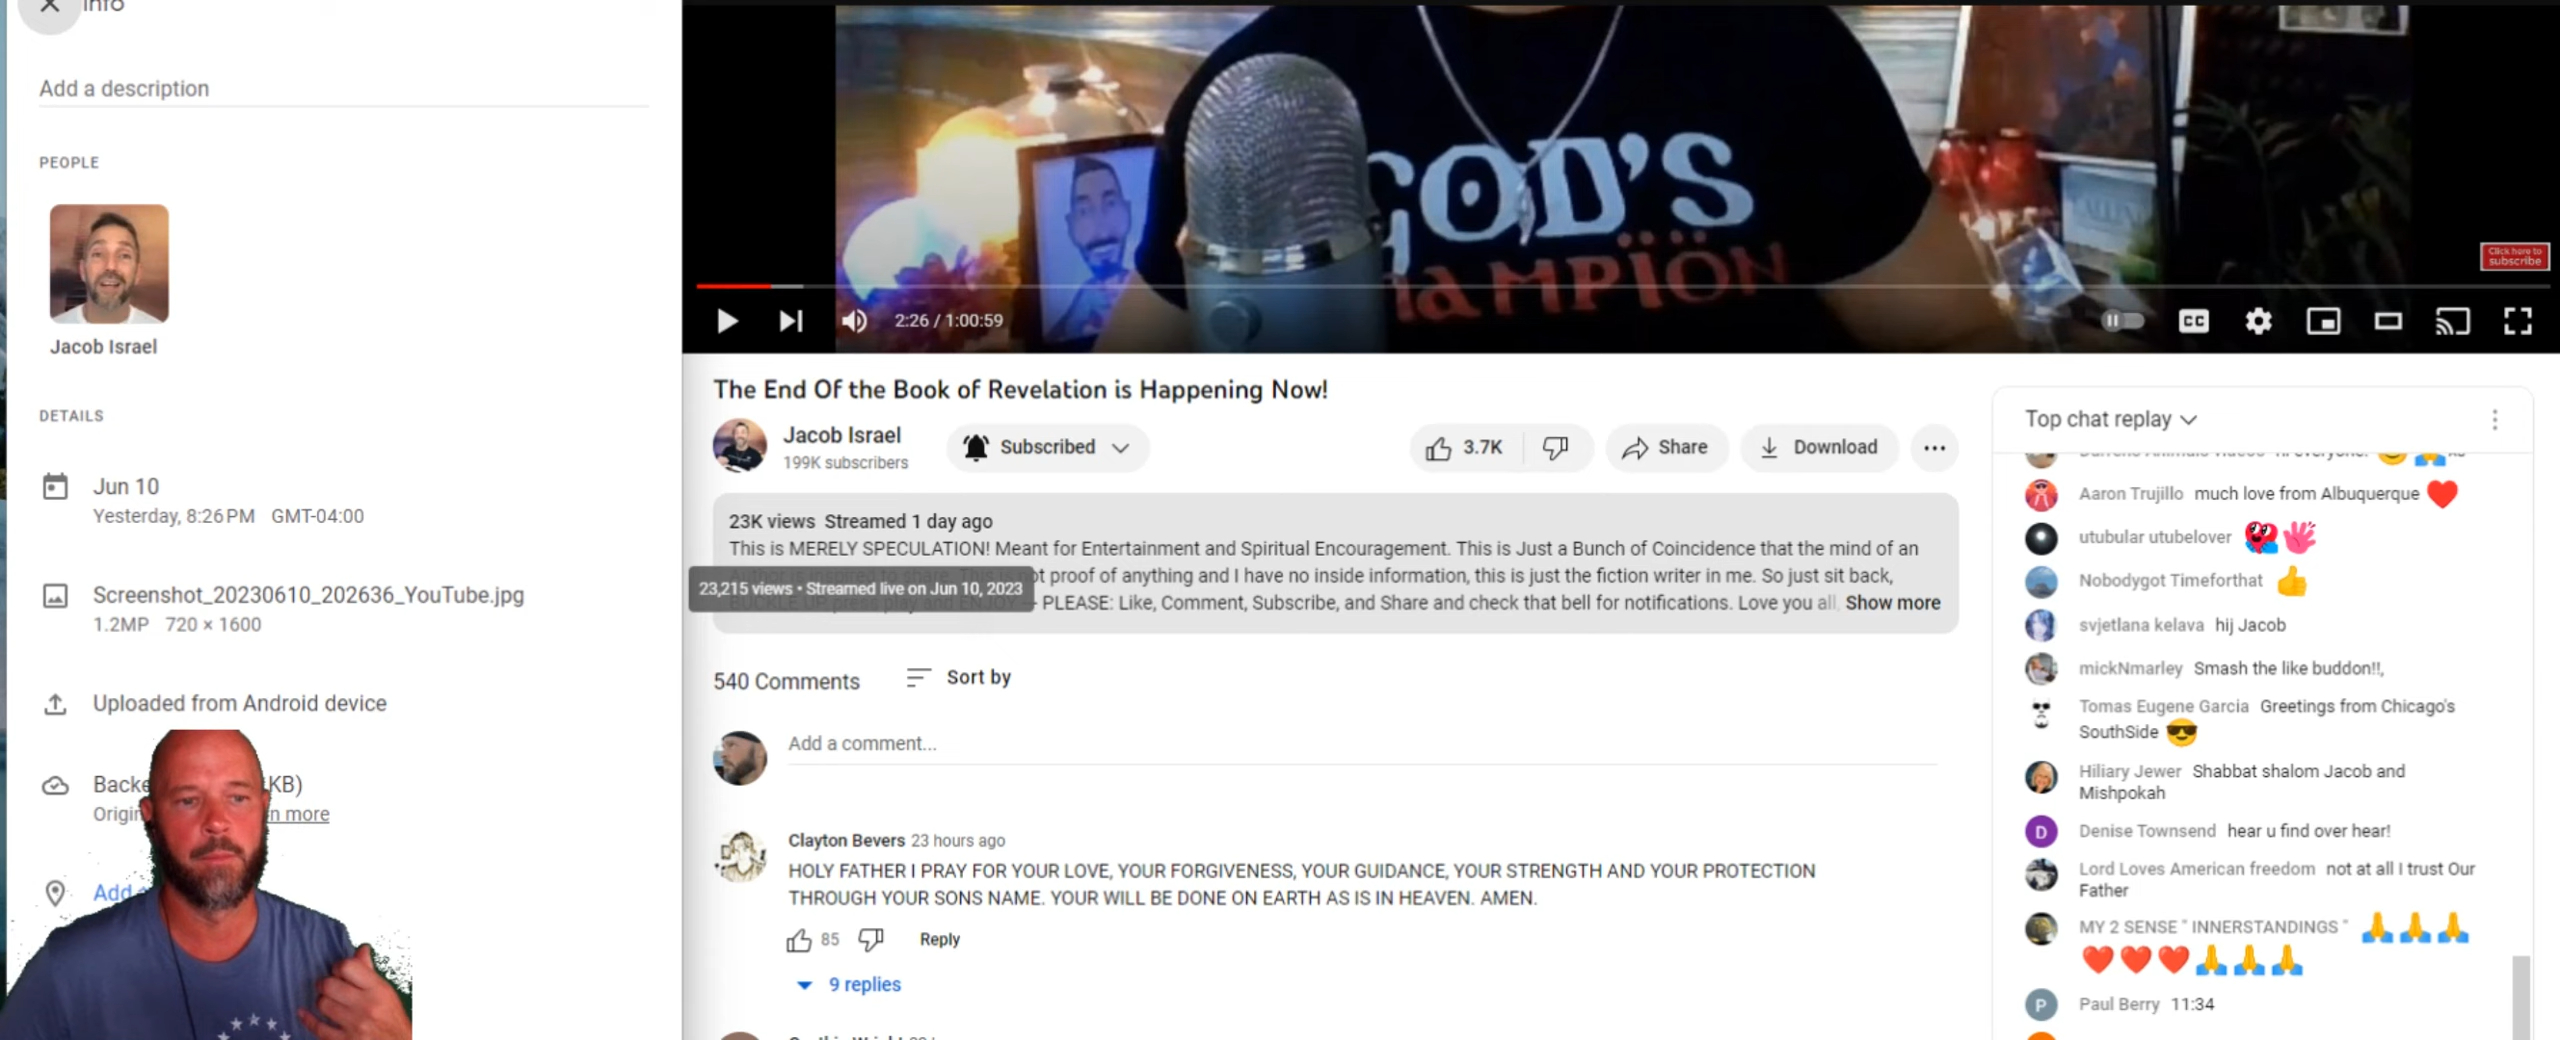 Info
Add a description
PEOPLE
Jacob Israel
DETAILS
Jun 10
Yesterday, 8:26 PM GMT-04:00
Screenshot_20230610_202636_YouTube.jpg
1.2MP 720 × 1600
Uploaded from Android device
KB)
n more
GOD'S
2:26 / 1:00:59
CC
Click here to
subscribe
The End Of the Book of Revelation is Happening Now!
Jacob Israel
199K subscribers
Subscribed
3.7K
Share
Download
23K views Streamed 1 day ago
This is MERELY SPECULATION! Meant for Entertainment and Spiritual Encouragement. This is Just a Bunch of Coincidence that the mind of an
proof of anything and I have no inside information, this is just the fiction writer in me. So just sit back,
23,215 views • Streamed live on Jun 10, 2023
PLEASE: Like, Comment, Subscribe, and Share and check that bell for notifications. Love you all, Show more
540 Comments
Sort by
Add a comment...
Clayton Bevers 23 hours ago
HOLY FATHER I PRAY FOR YOUR LOVE, YOUR FORGIVENESS, YOUR GUIDANCE, YOUR STRENGTH AND YOUR PROTECTION
THROUGH YOUR SONS NAME. YOUR WILL BE DONE ON EARTH AS IS IN HEAVEN. AMEN.
85
Reply
9 replies
Top chat replay
Aaron Trujillo much love from Albuquerque ❤️
utubular utubelover
Nobodygot Timeforthat 👍
svjetlana kelava hij Jacob
mickNmarley Smash the like buddon!!,
Tomas Eugene Garcia Greetings from Chicago's
SouthSide 😎
Hiliary Jewer Shabbat shalom Jacob and
Mishpokah
D
Denise Townsend hear u find over hear!
Lord Loves American freedom not at all I trust Our
Father
MY 2 SENSE " INNERSTANDINGS " 🙏🙏🙏
❤️❤️❤️🙏🙏🙏
P
Paul Berry 11:34